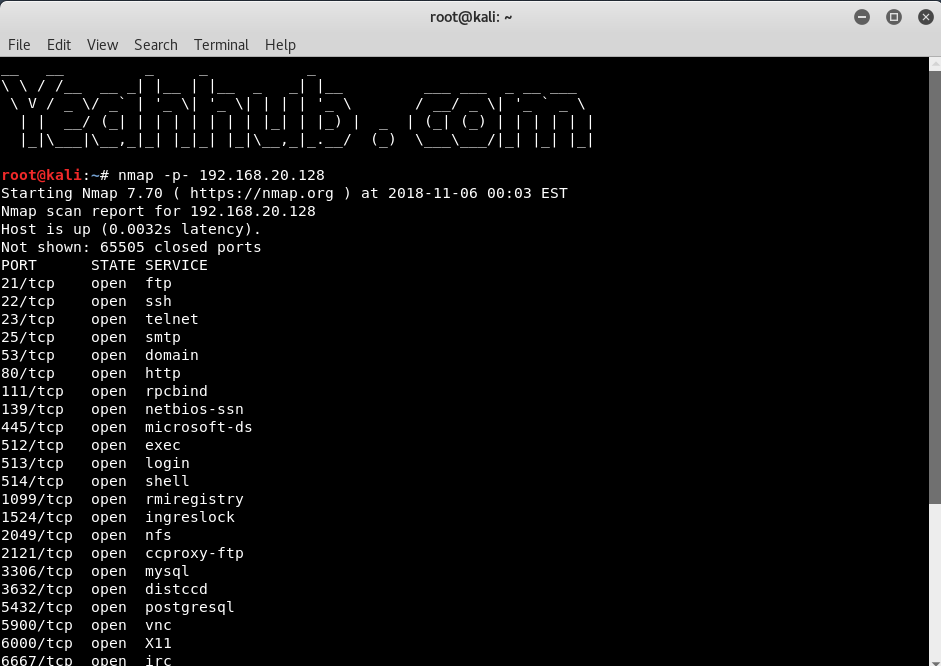 root@kali: ~
File Edit View Search Terminal Help
Yeahhub.com
root@kali:~# nmap -p- 192.168.20.128
Starting Nmap 7.70 ( https://nmap.org ) at 2018-11-06 00:03 EST
Nmap scan report for 192.168.20.128
Host is up (0.0032s latency).
Not shown: 65505 closed ports
PORT STATE SERVICE
21/tcp open ftp
22/tcp open ssh
23/tcp open telnet
25/tcp open smtp
53/tcp open domain
80/tcp open http
111/tcp open rpcbind
139/tcp open netbios-ssn
445/tcp open microsoft-ds
512/tcp open exec
513/tcp open login
514/tcp open shell
1099/tcp open rmiregistry
1524/tcp open ingreslock
2049/tcp open nfs
2121/tcp open ccproxy-ftp
3306/tcp open mysql
3632/tcp open distccd
5432/tcp open postgresql
5900/tcp open vnc
6000/tcp open X11
6667/tcp open irc